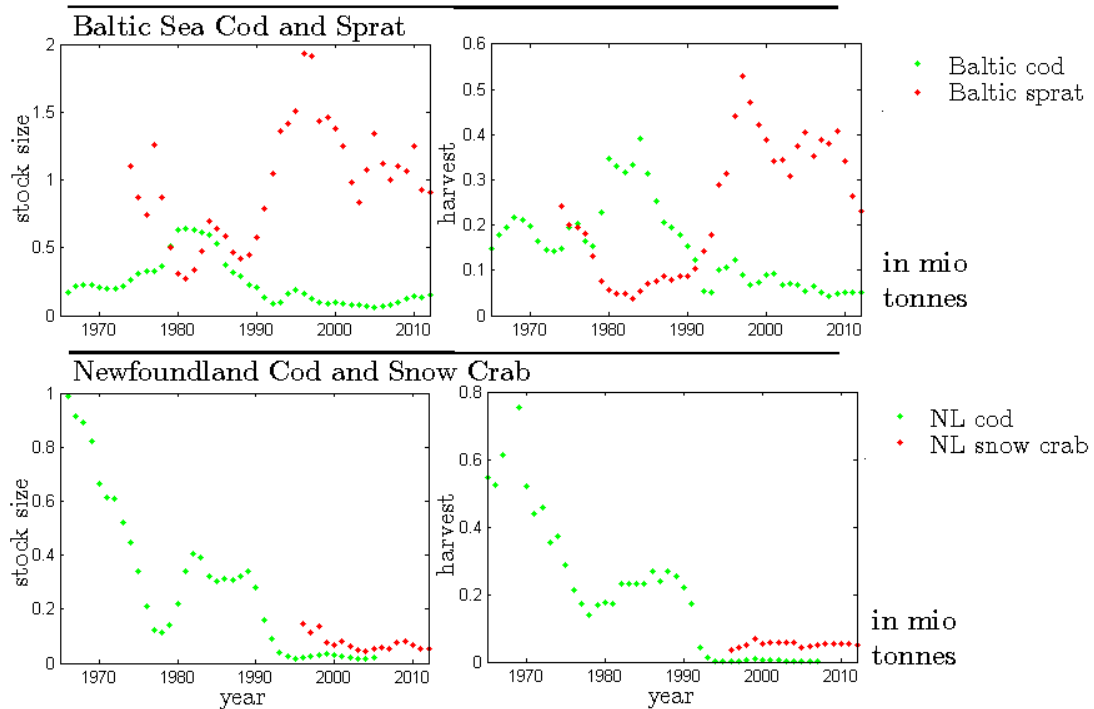 Baltic Sea Cod and Sprat
2
1.5
1
0.5
0
stock size
1970 1980 1990 2000 2010
0.6
0.5
0.4
0.3
0.2
0.1
0
harvest
1970 1980 1990 2000 2010
Baltic cod
Baltic sprat
in mio
tonnes
Newfoundland Cod and Snow Crab
1
0.8
0.6
0.4
0.2
0
stock size
1970 1980 1990 2000 2010
year
0.8
0.6
0.4
0.2
0
harvest
1970 1980 1990 2000 2010
year
NL cod
NL snow crab
in mio
tonnes